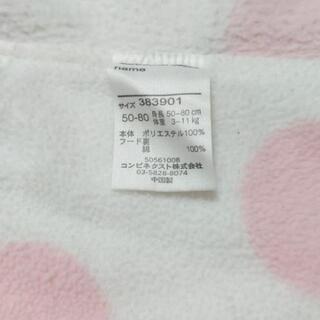 name
サイズ 383901
50-80 身長 50-80 cm
体重 3-11 kg
本体 ポリエステル100%
フード裏
綿 100%
50561008
コンビネクスト株式会社
03-5828-8074
中国製